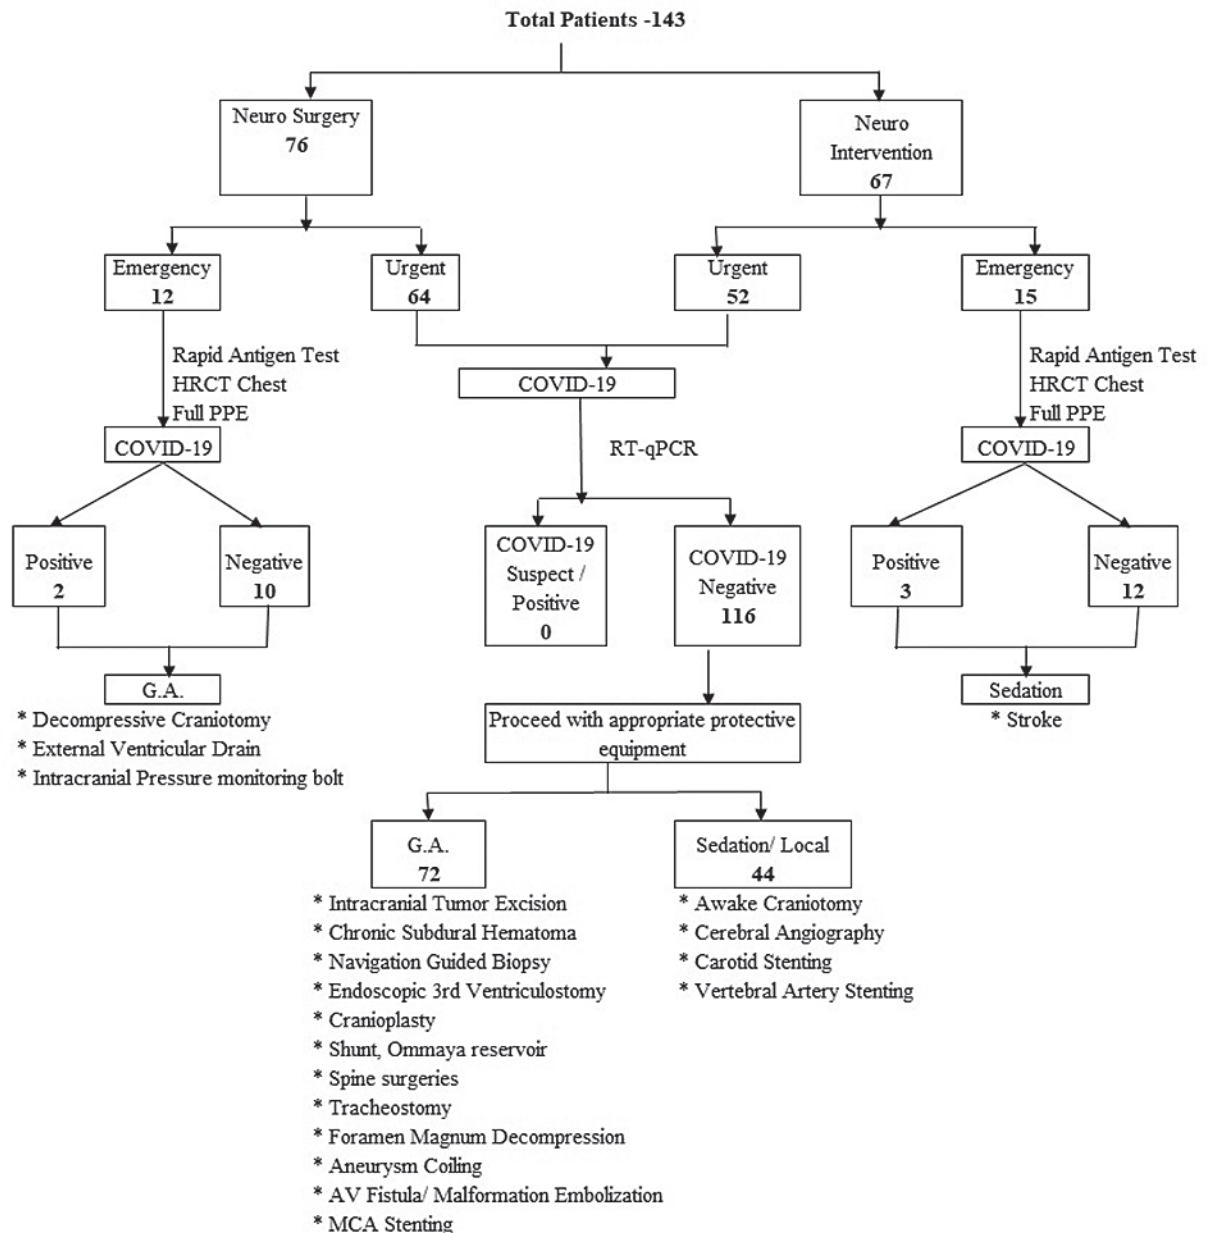 Total Patients -143
Neuro Surgery
76
Neuro
Intervention
67
Emergency
12
Urgent
64
Urgent
52
Emergency
15
Rapid Antigen Test
HRCT Chest
Full PPE
COVID-19
RT-qPCR
Rapid Antigen Test
HRCT Chest
Full PPE
COVID-19
COVID-19
Positive
2
Negative
10
COVID-19
Suspect /
Positive
0
COVID-19
Negative
116
Positive
3
Negative
12
G.A.
* Decompressive Craniotomy
* External Ventricular Drain
* Intracranial Pressure monitoring bolt
Proceed with appropriate protective
equipment
Sedation
* Stroke
G.A.
72
* Intracranial Tumor Excision
* Chronic Subdural Hematoma
* Navigation Guided Biopsy
* Endoscopic 3rd Ventriculostomy
* Cranioplasty
* Shunt, Ommaya reservoir
* Spine surgeries
* Tracheostomy
* Foramen Magnum Decompression
* Aneurysm Coiling
* AV Fistula/ Malformation Embolization
* MCA Stenting
Sedation/ Local
44
* Awake Craniotomy
* Cerebral Angiography
* Carotid Stenting
* Vertebral Artery Stenting